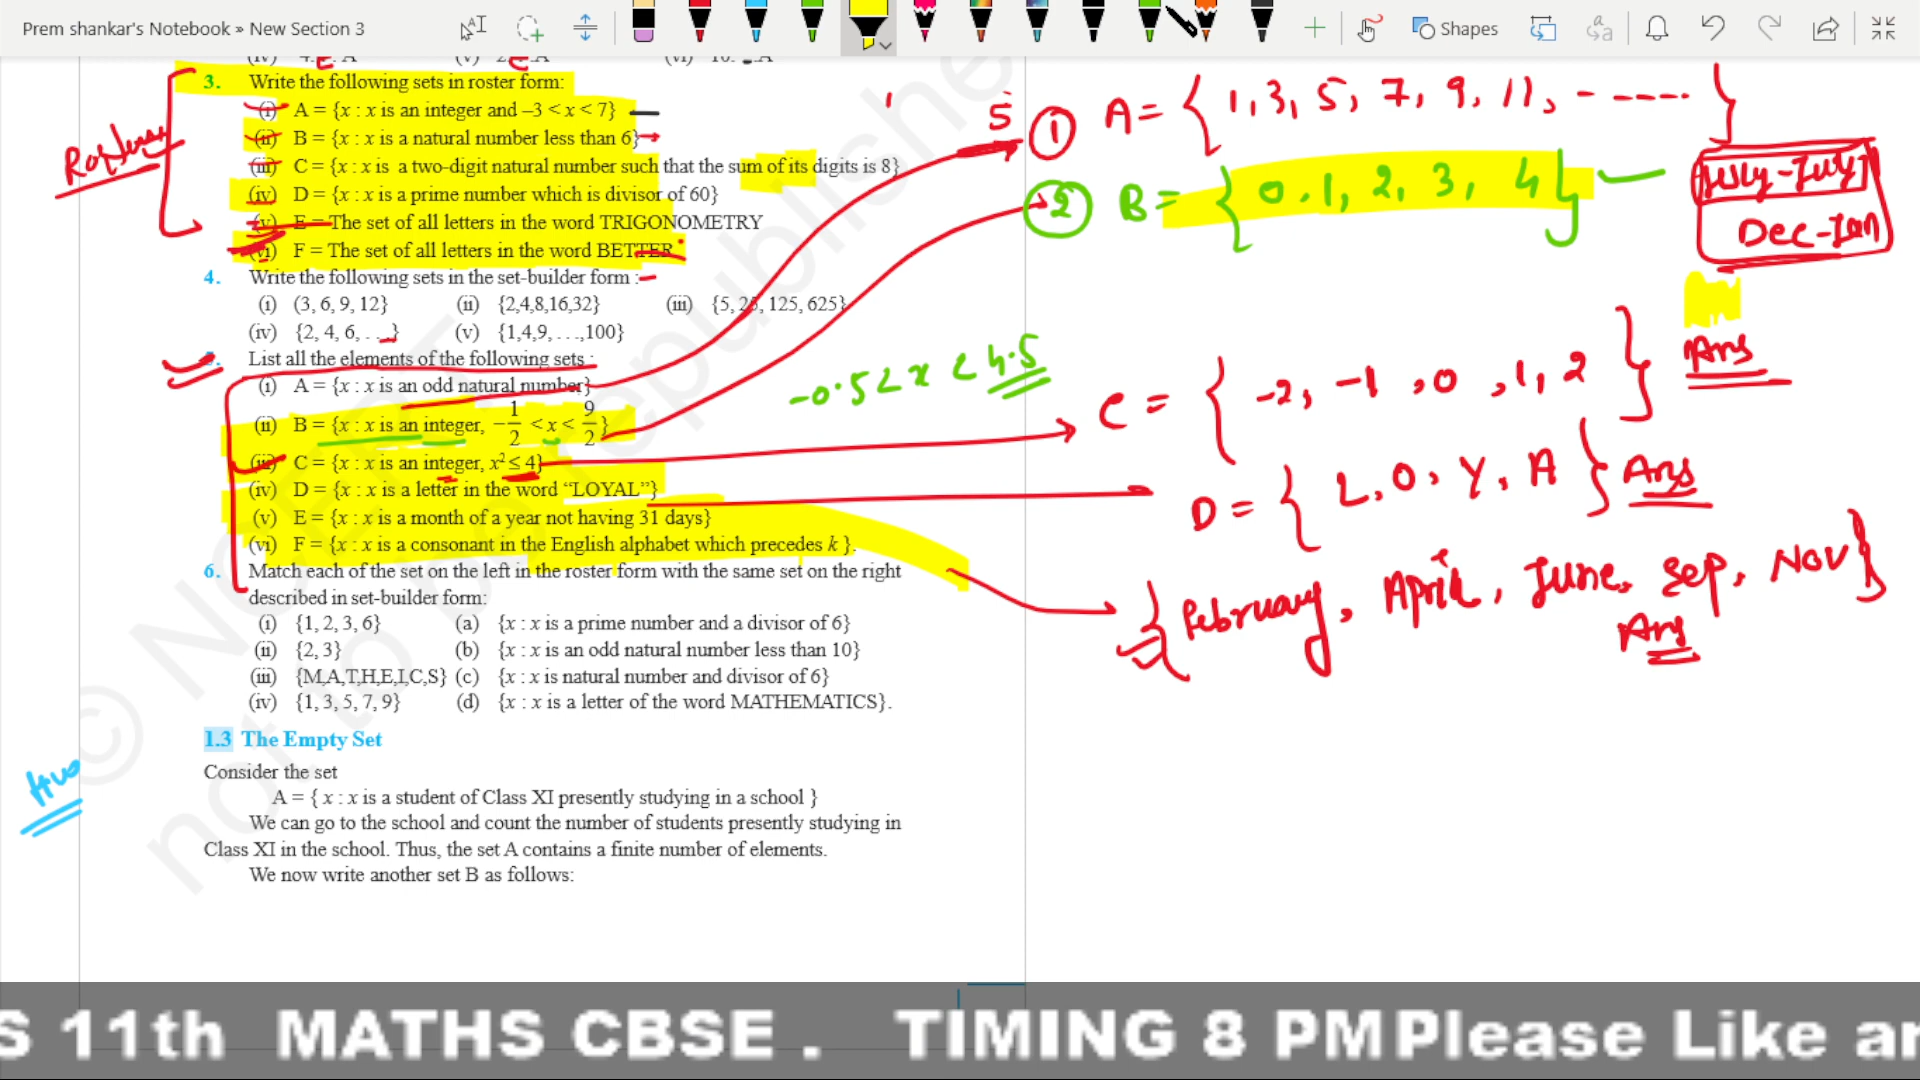 Prem shankar's Notebook » New Section 3
Shapes
3. Write the following sets in roster form:
(i) A = {x : x is an integer and –3 < x < 7}
(ii) B = {x : x is a natural number less than 6}
(iii) C = {x : x is a two-digit natural number such that the sum of its digits is 8}
(iv) D = {x : x is a prime number which is divisor of 60}
(v) E = The set of all letters in the word TRIGONOMETRY
(vi) F = The set of all letters in the word BETTER
4. Write the following sets in the set-builder form :
(i) (3, 6, 9, 12} (ii) {2,4,8,16,32} (iii) {5, 25, 125, 625}
(iv) {2, 4, 6, . . .} (v) {1,4,9, . . .,100}
List all the elements of the following sets :
(i) A = {x : x is an odd natural number}
(ii) B = {x : x is an integer, –1/2 < x < 9/2}
(iii) C = {x : x is an integer, x² ≤ 4}
(iv) D = {x : x is a letter in the word “LOYAL”}
(v) E = {x : x is a month of a year not having 31 days}
(vi) F = {x : x is a consonant in the English alphabet which precedes k }.
6. Match each of the set on the left in the roster form with the same set on the right
described in set-builder form:
(i) {1, 2, 3, 6} (a) {x : x is a prime number and a divisor of 6}
(ii) {2, 3} (b) {x : x is an odd natural number less than 10}
(iii) {M,A,T,H,E,I,C,S} (c) {x : x is natural number and divisor of 6}
(iv) {1, 3, 5, 7, 9} (d) {x : x is a letter of the word MATHEMATICS}.
1.3 The Empty Set
Consider the set
A = { x : x is a student of Class XI presently studying in a school }
We can go to the school and count the number of students presently studying in
Class XI in the school. Thus, the set A contains a finite number of elements.
We now write another set B as follows:
5 ① A = { 1, 3, 5, 7, 9, 11, - ----- }
② B = { 0, 1, 2, 3, 4 }
Dec-Jan
-0.5 < x < 4.5
C = { -2, -1, 0, 1, 2 } Ans
D = { L, O, Y, A } Ans
{ February, April, June, Sep, Nov }
Ans
S 11th MATHS CBSE . TIMING 8 PM Please Like an